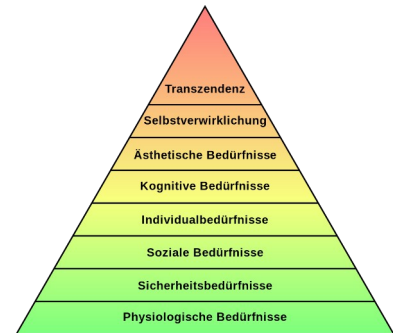 Transzendenz
Selbstverwirklichung
Ästhetische Bedürfnisse
Kognitive Bedürfnisse
Individualbedürfnisse
Soziale Bedürfnisse
Sicherheitsbedürfnisse
Physiologische Bedürfnisse